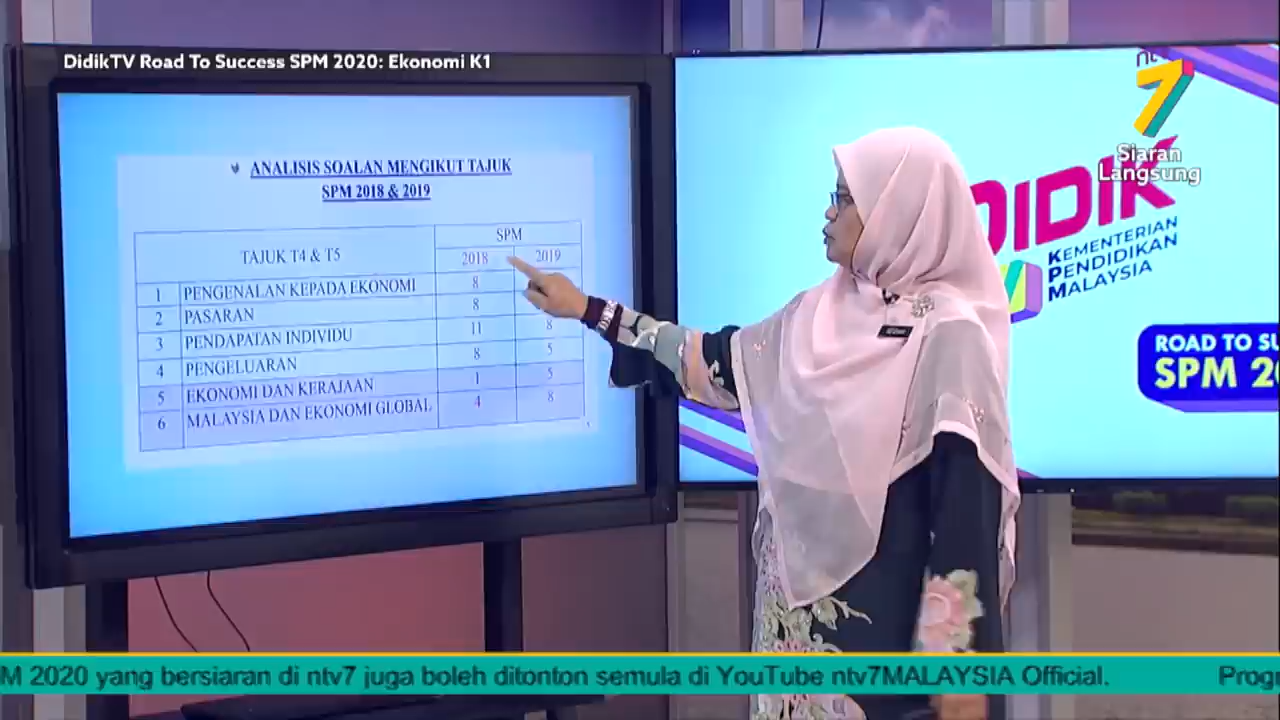 DidikTV Road To Success SPM 2020: Ekonomi K1
ANALISIS SOALAN MENGIKUT TAJUK
SPM 2018 & 2019
TAJUK T4 & T5
SPM
2018 2019
1 PENGENALAN KEPADA EKONOMI 8
2 PASARAN 8
3 PENDAPATAN INDIVIDU 11 8
4 PENGELUARAN 8 5
5 EKONOMI DAN KERAJAAN 1 5
6 MALAYSIA DAN EKONOMI GLOBAL 4 8
7
Siaran
Langsung
DIDIK
KEMENTERIAN
PENDIDIKAN
MALAYSIA
ROAD TO SU
SPM 20
M 2020 yang bersiaran di ntv7 juga boleh ditonton semula di YouTube ntv7MALAYSIA Official. Progr